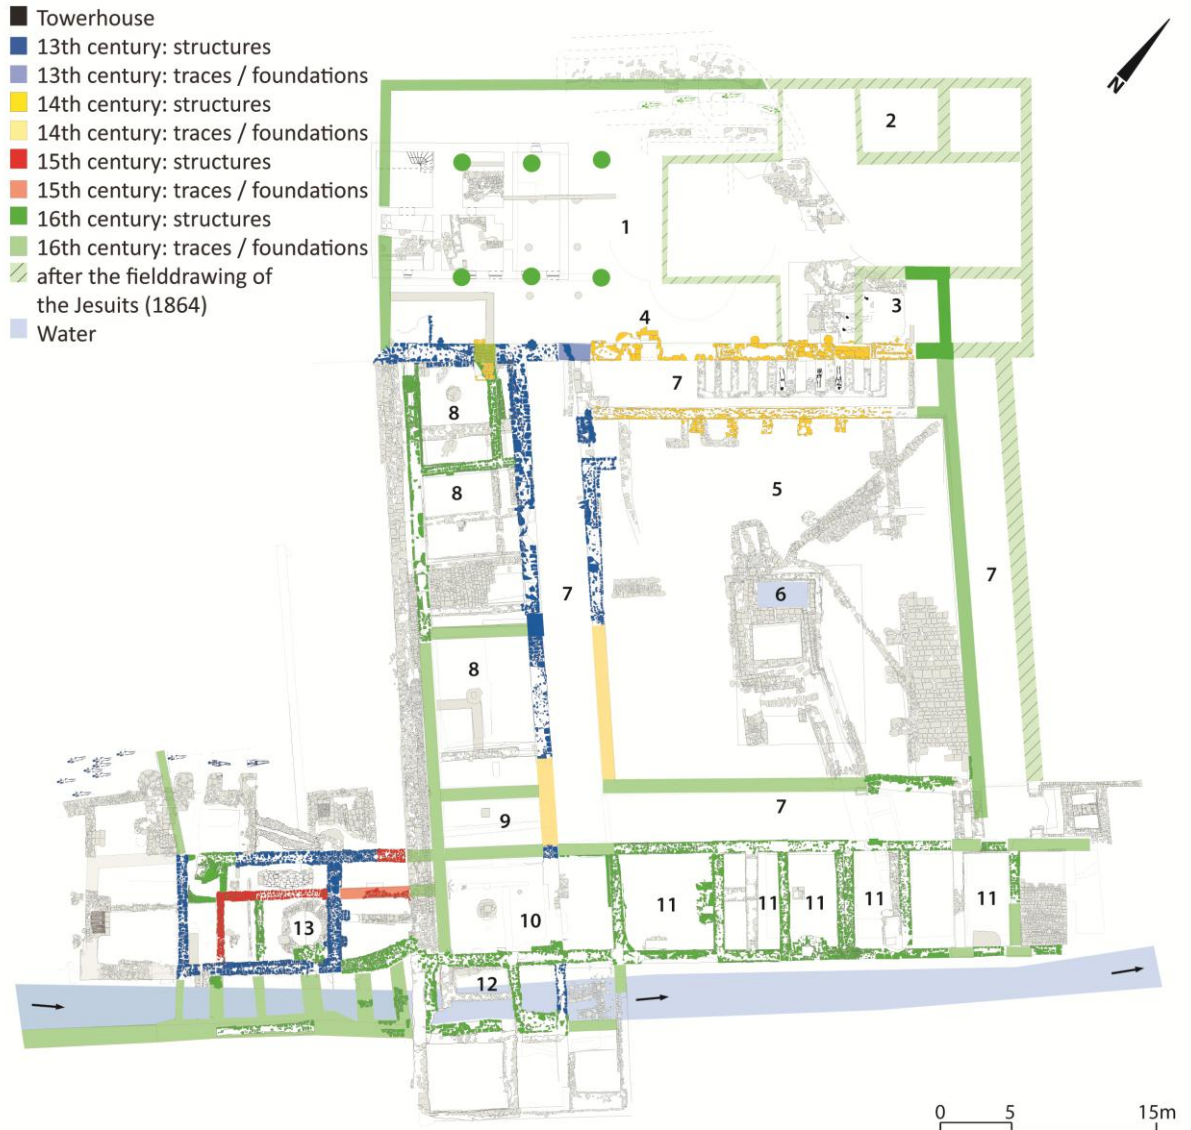 Towerhouse
13th century: structures
13th century: traces / foundations
14th century: structures
14th century: traces / foundations
15th century: structures
15th century: traces / foundations
16th century: structures
16th century: traces / foundations
after the fielddrawing of
the Jesuits (1864)
Water
N
2
1
3
4
7
8
5
8
6
7
7
8
7
9
11
11
11
11
11
10
13
12
0 5 15m